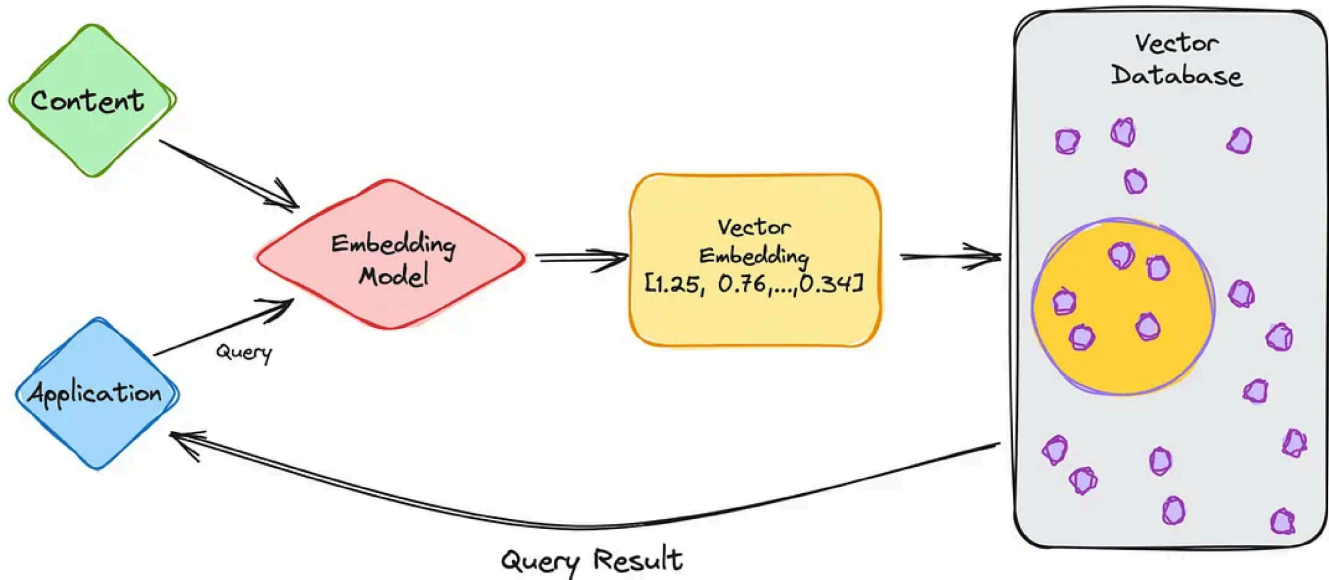 Content
Embedding
Model
Application
Query
Vector
Embedding
[1.25, 0.76,...,0.34]
Vector
Database
Query Result